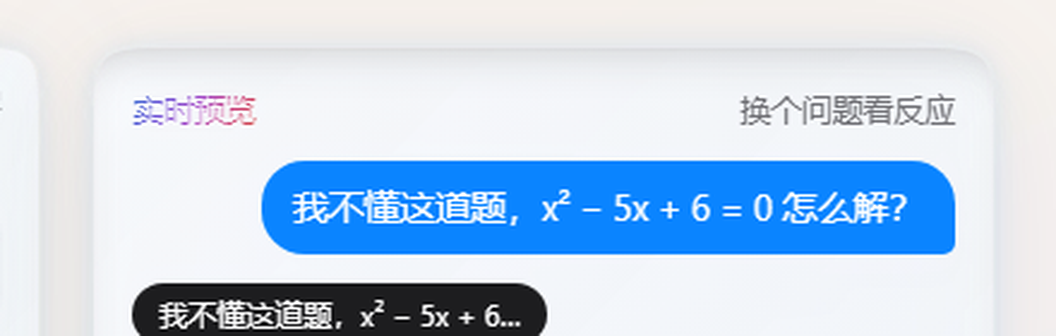 实时预览
换个问题看反应
我不懂这道题，x² − 5x + 6 = 0 怎么解？
我不懂这道题，x² − 5x + 6...